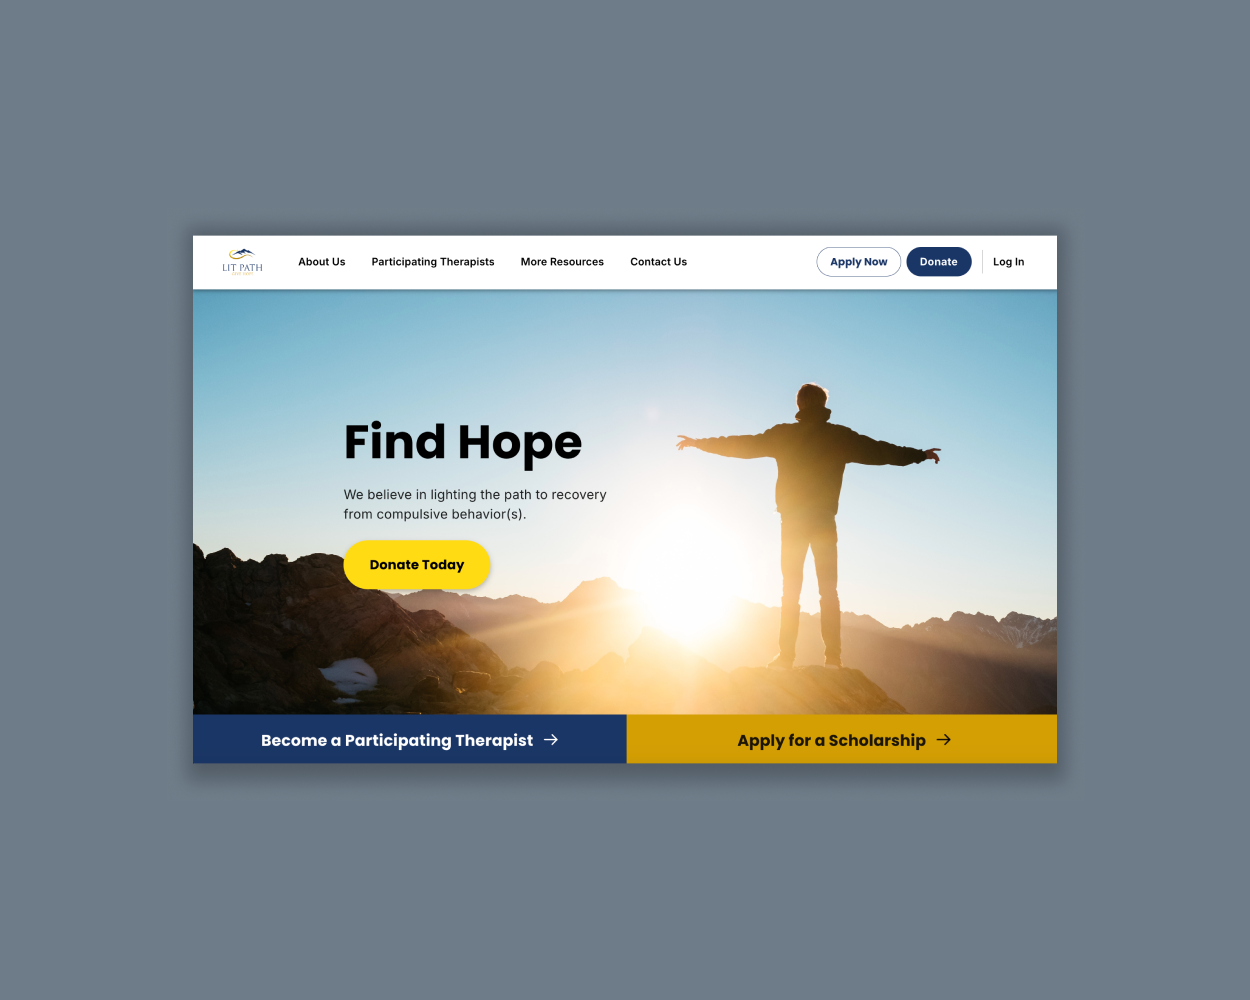 LIT PATH
About Us
Participating Therapists
More Resources
Contact Us
Apply Now
Donate
Log In
Find Hope
We believe in lighting the path to recovery
from compulsive behavior(s).
Donate Today
Become a Participating Therapist →
Apply for a Scholarship →